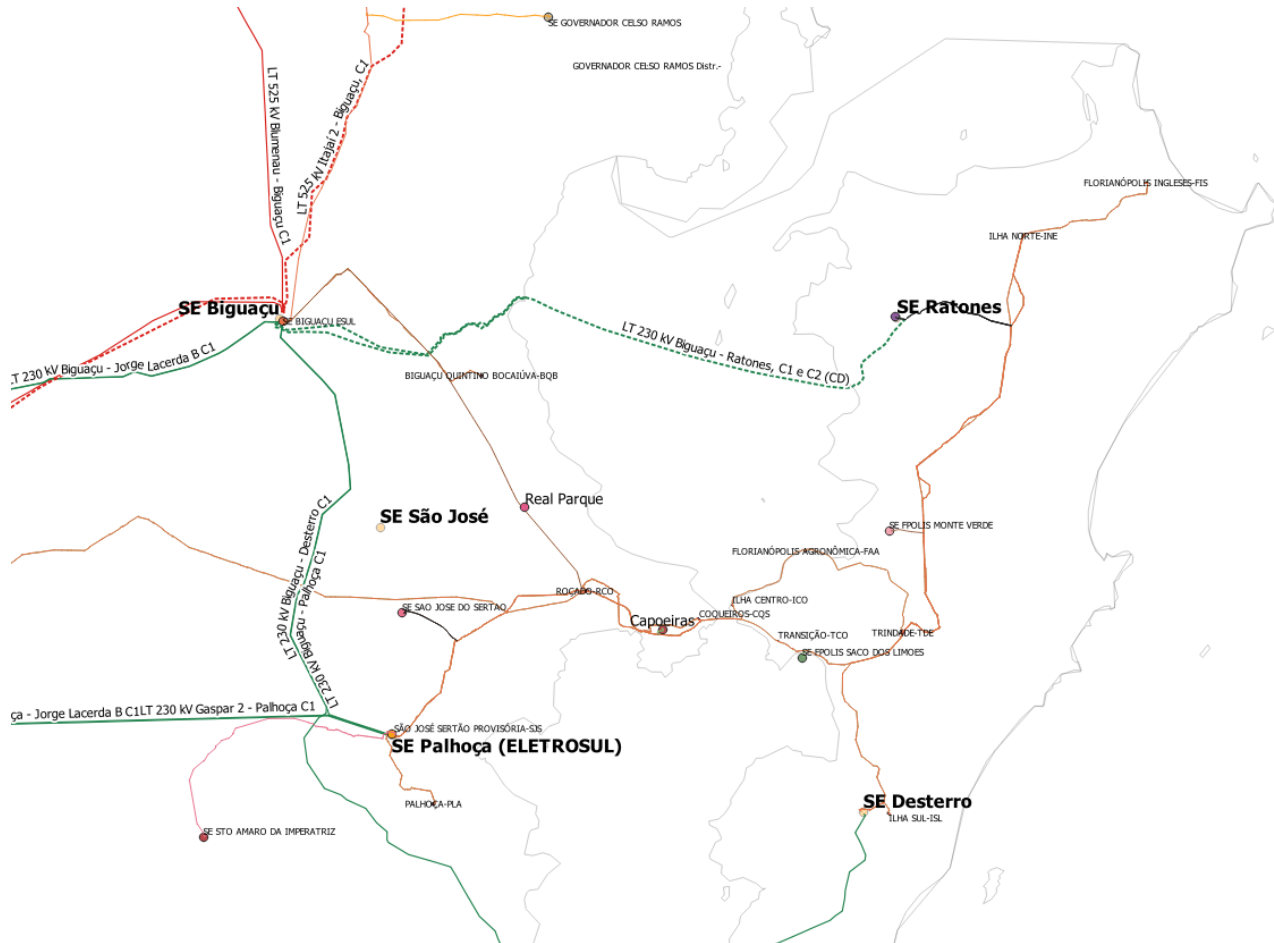 SE GOVERNADOR CELSO RAMOS
GOVERNADOR CELSO RAMOS Distr.-
LT 525 kV Blumenau - Biguaçu C1
LT 525 kV Itajaí 2 - Biguaçu, C1
FLORIANÓPOLIS INGLESES-FIS
ILHA NORTE-INE
SE Biguaçu
SE BIGUAÇU ESUL
SE Ratones
LT 230 kV Biguaçu - Ratones, C1 e C2 (CD)
LT 230 kV Biguaçu - Jorge Lacerda B C1
BIGUAÇU QUINTINO BOCAIÚVA-BQB
Real Parque
SE São José
SE FPOLIS MONTE VERDE
LT 230 kV Biguaçu - Desterro C1
LT 230 kV Biguaçu - Palhoça C1
FLORIANÓPOLIS AGRONÔMICA-FAA
ROÇADO-RCO
ILHA CENTRO-ICO
SE SAO JOSE DO SERTAO
Capoeiras
COQUEIROS-CQS
TRANSIÇÃO-TCO
TRINDADE-TDE
SE FPOLIS SACO DOS LIMOES
ça - Jorge Lacerda B C1LT 230 kV Gaspar 2 - Palhoça C1
SÃO JOSÉ SERTÃO PROVISÓRIA-SJS
SE Palhoça (ELETROSUL)
PALHOÇA-PLA
SE Desterro
ILHA SUL-ISL
SE STO AMARO DA IMPERATRIZ